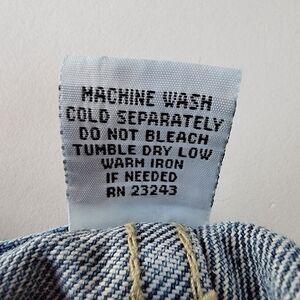 MACHINE WASH
COLD SEPARATELY
DO NOT BLEACH
TUMBLE DRY LOW
WARM IRON
IF NEEDED
RN 23243